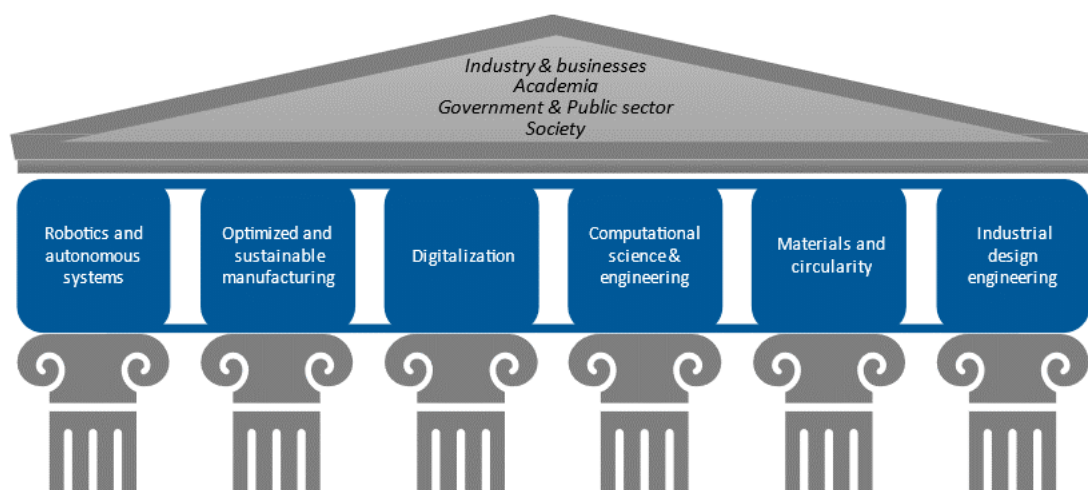 Industry & businesses
Academia
Government & Public sector
Society
Robotics and
autonomous
systems
Optimized and
sustainable
manufacturing
Digitalization
Computational
science &
engineering
Materials and
circularity
Industrial
design
engineering